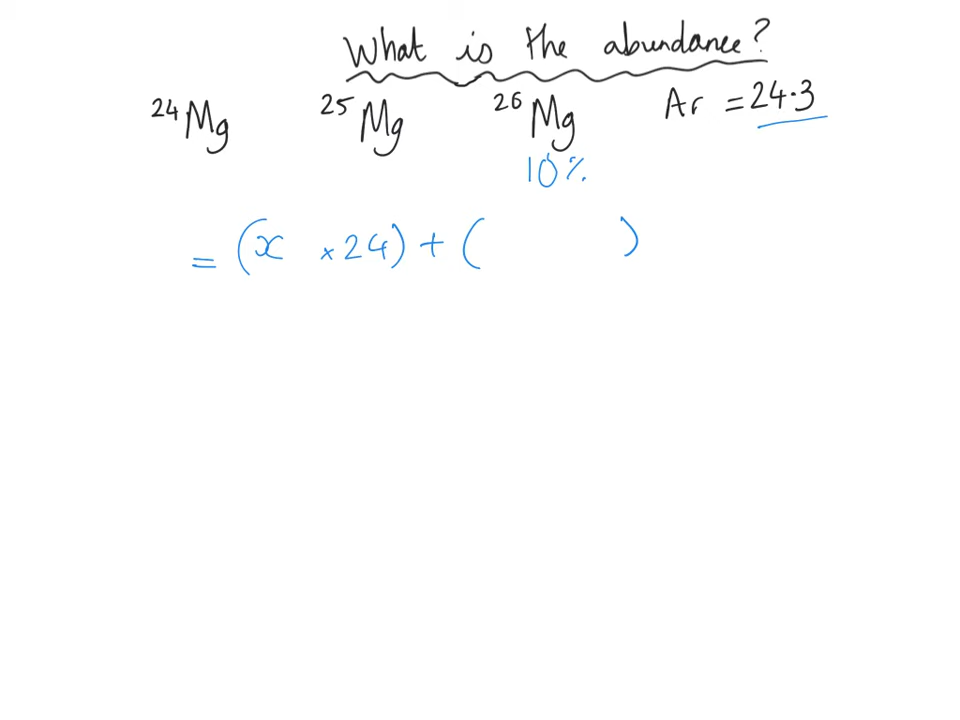 What is the abundance?
²⁴Mg ²⁵Mg ²⁶Mg Ar = 24·3
10%
= (x × 24) + ( )